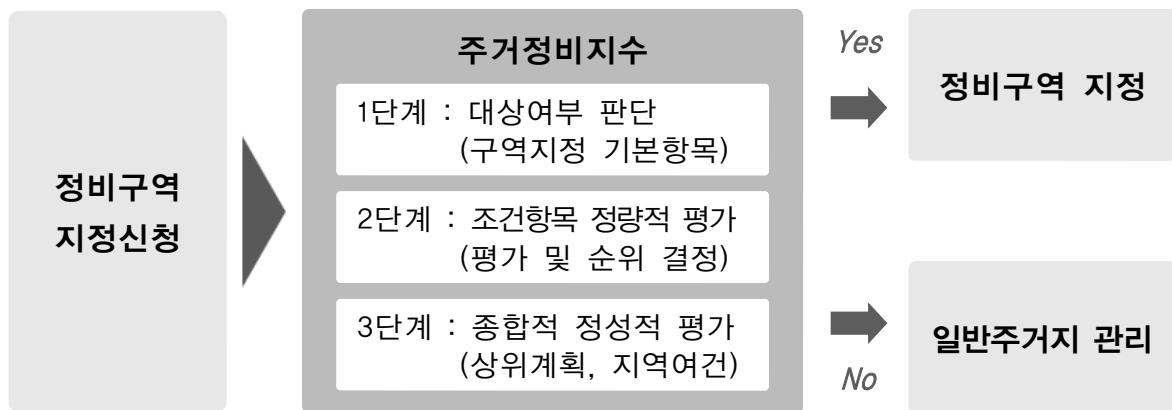 정비구역
지정신청
주거정비지수
1단계 : 대상여부 판단
(구역지정 기본항목)
2단계 : 조건항목 정량적 평가
(평가 및 순위 결정)
3단계 : 종합적 정성적 평가
(상위계획, 지역여건)
Yes
정비구역 지정
No
일반주거지 관리